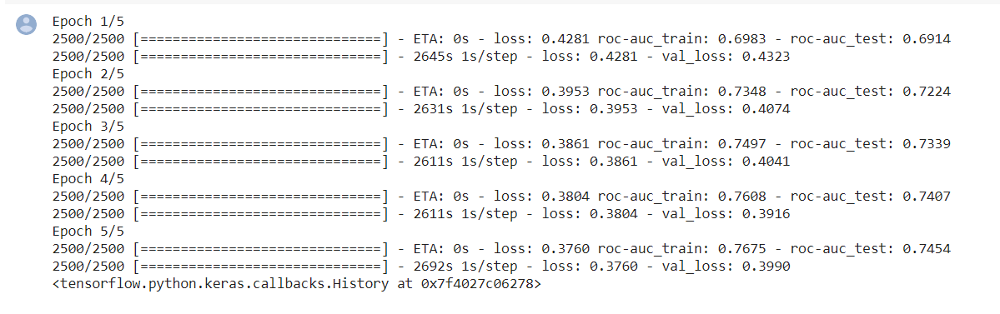 Epoch 1/5
2500/2500 [==============================] - ETA: 0s - loss: 0.4281 roc-auc_train: 0.6983 - roc-auc_test: 0.6914
2500/2500 [==============================] - 2645s 1s/step - loss: 0.4281 - val_loss: 0.4323
Epoch 2/5
2500/2500 [==============================] - ETA: 0s - loss: 0.3953 roc-auc_train: 0.7348 - roc-auc_test: 0.7224
2500/2500 [==============================] - 2631s 1s/step - loss: 0.3953 - val_loss: 0.4074
Epoch 3/5
2500/2500 [==============================] - ETA: 0s - loss: 0.3861 roc-auc_train: 0.7497 - roc-auc_test: 0.7339
2500/2500 [==============================] - 2611s 1s/step - loss: 0.3861 - val_loss: 0.4041
Epoch 4/5
2500/2500 [==============================] - ETA: 0s - loss: 0.3804 roc-auc_train: 0.7608 - roc-auc_test: 0.7407
2500/2500 [==============================] - 2611s 1s/step - loss: 0.3804 - val_loss: 0.3916
Epoch 5/5
2500/2500 [==============================] - ETA: 0s - loss: 0.3760 roc-auc_train: 0.7675 - roc-auc_test: 0.7454
2500/2500 [==============================] - 2692s 1s/step - loss: 0.3760 - val_loss: 0.3990
<tensorflow.python.keras.callbacks.History at 0x7f4027c06278>